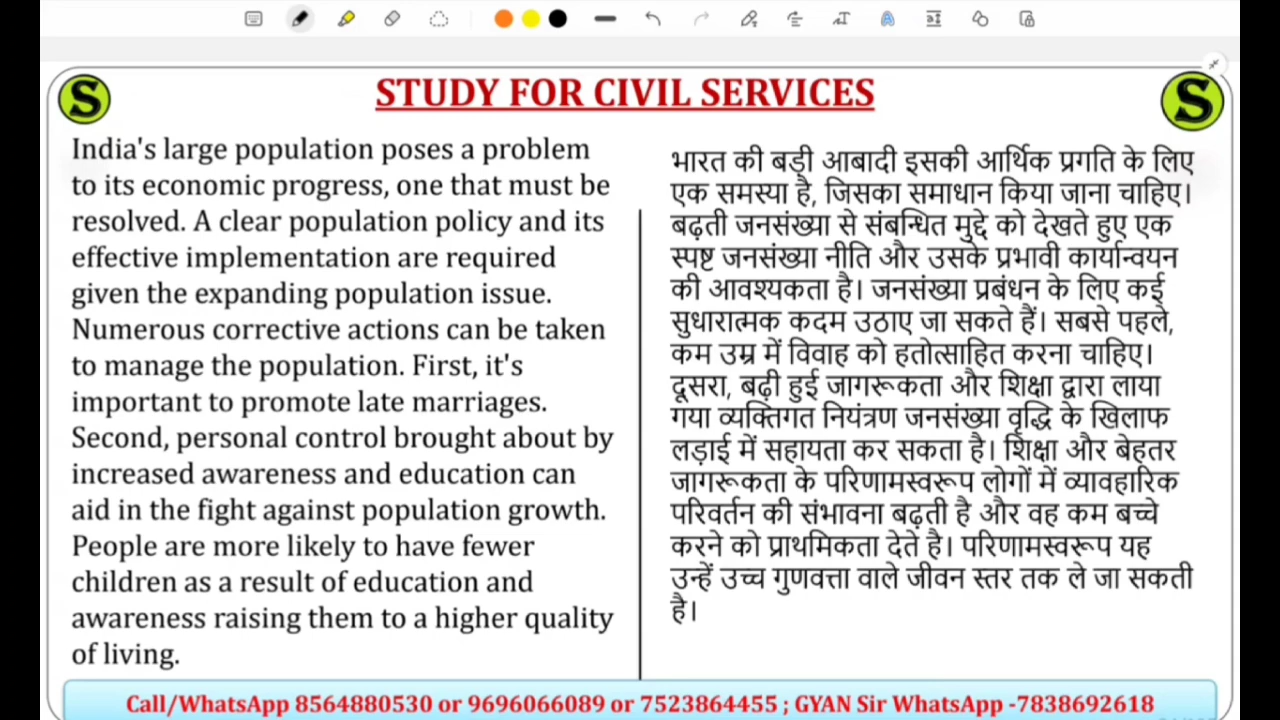 STUDY FOR CIVIL SERVICES
S
S
India's large population poses a problem
to its economic progress, one that must be
resolved. A clear population policy and its
effective implementation are required
given the expanding population issue.
Numerous corrective actions can be taken
to manage the population. First, it's
important to promote late marriages.
Second, personal control brought about by
increased awareness and education can
aid in the fight against population growth.
People are more likely to have fewer
children as a result of education and
awareness raising them to a higher quality
of living.
भारत की बड़ी आबादी इसकी आर्थिक प्रगति के लिए
एक समस्या है, जिसका समाधान किया जाना चाहिए।
बढ़ती जनसंख्या से संबन्धित मुद्दे को देखते हुए एक
स्पष्ट जनसंख्या नीति और उसके प्रभावी कार्यान्वयन
की आवश्यकता है। जनसंख्या प्रबंधन के लिए कई
सुधारात्मक कदम उठाए जा सकते हैं। सबसे पहले,
कम उम्र में विवाह को हतोत्साहित करना चाहिए।
दूसरा, बढ़ी हुई जागरूकता और शिक्षा द्वारा लाया
गया व्यक्तिगत नियंत्रण जनसंख्या वृद्धि के खिलाफ
लड़ाई में सहायता कर सकता है। शिक्षा और बेहतर
जागरूकता के परिणामस्वरूप लोगों में व्यावहारिक
परिवर्तन की संभावना बढ़ती है और वह कम बच्चे
करने को प्राथमिकता देते है। परिणामस्वरूप यह
उन्हें उच्च गुणवत्ता वाले जीवन स्तर तक ले जा सकती
है।
Call/WhatsApp 8564880530 or 9696066089 or 7523864455 ; GYAN Sir WhatsApp -7838692618